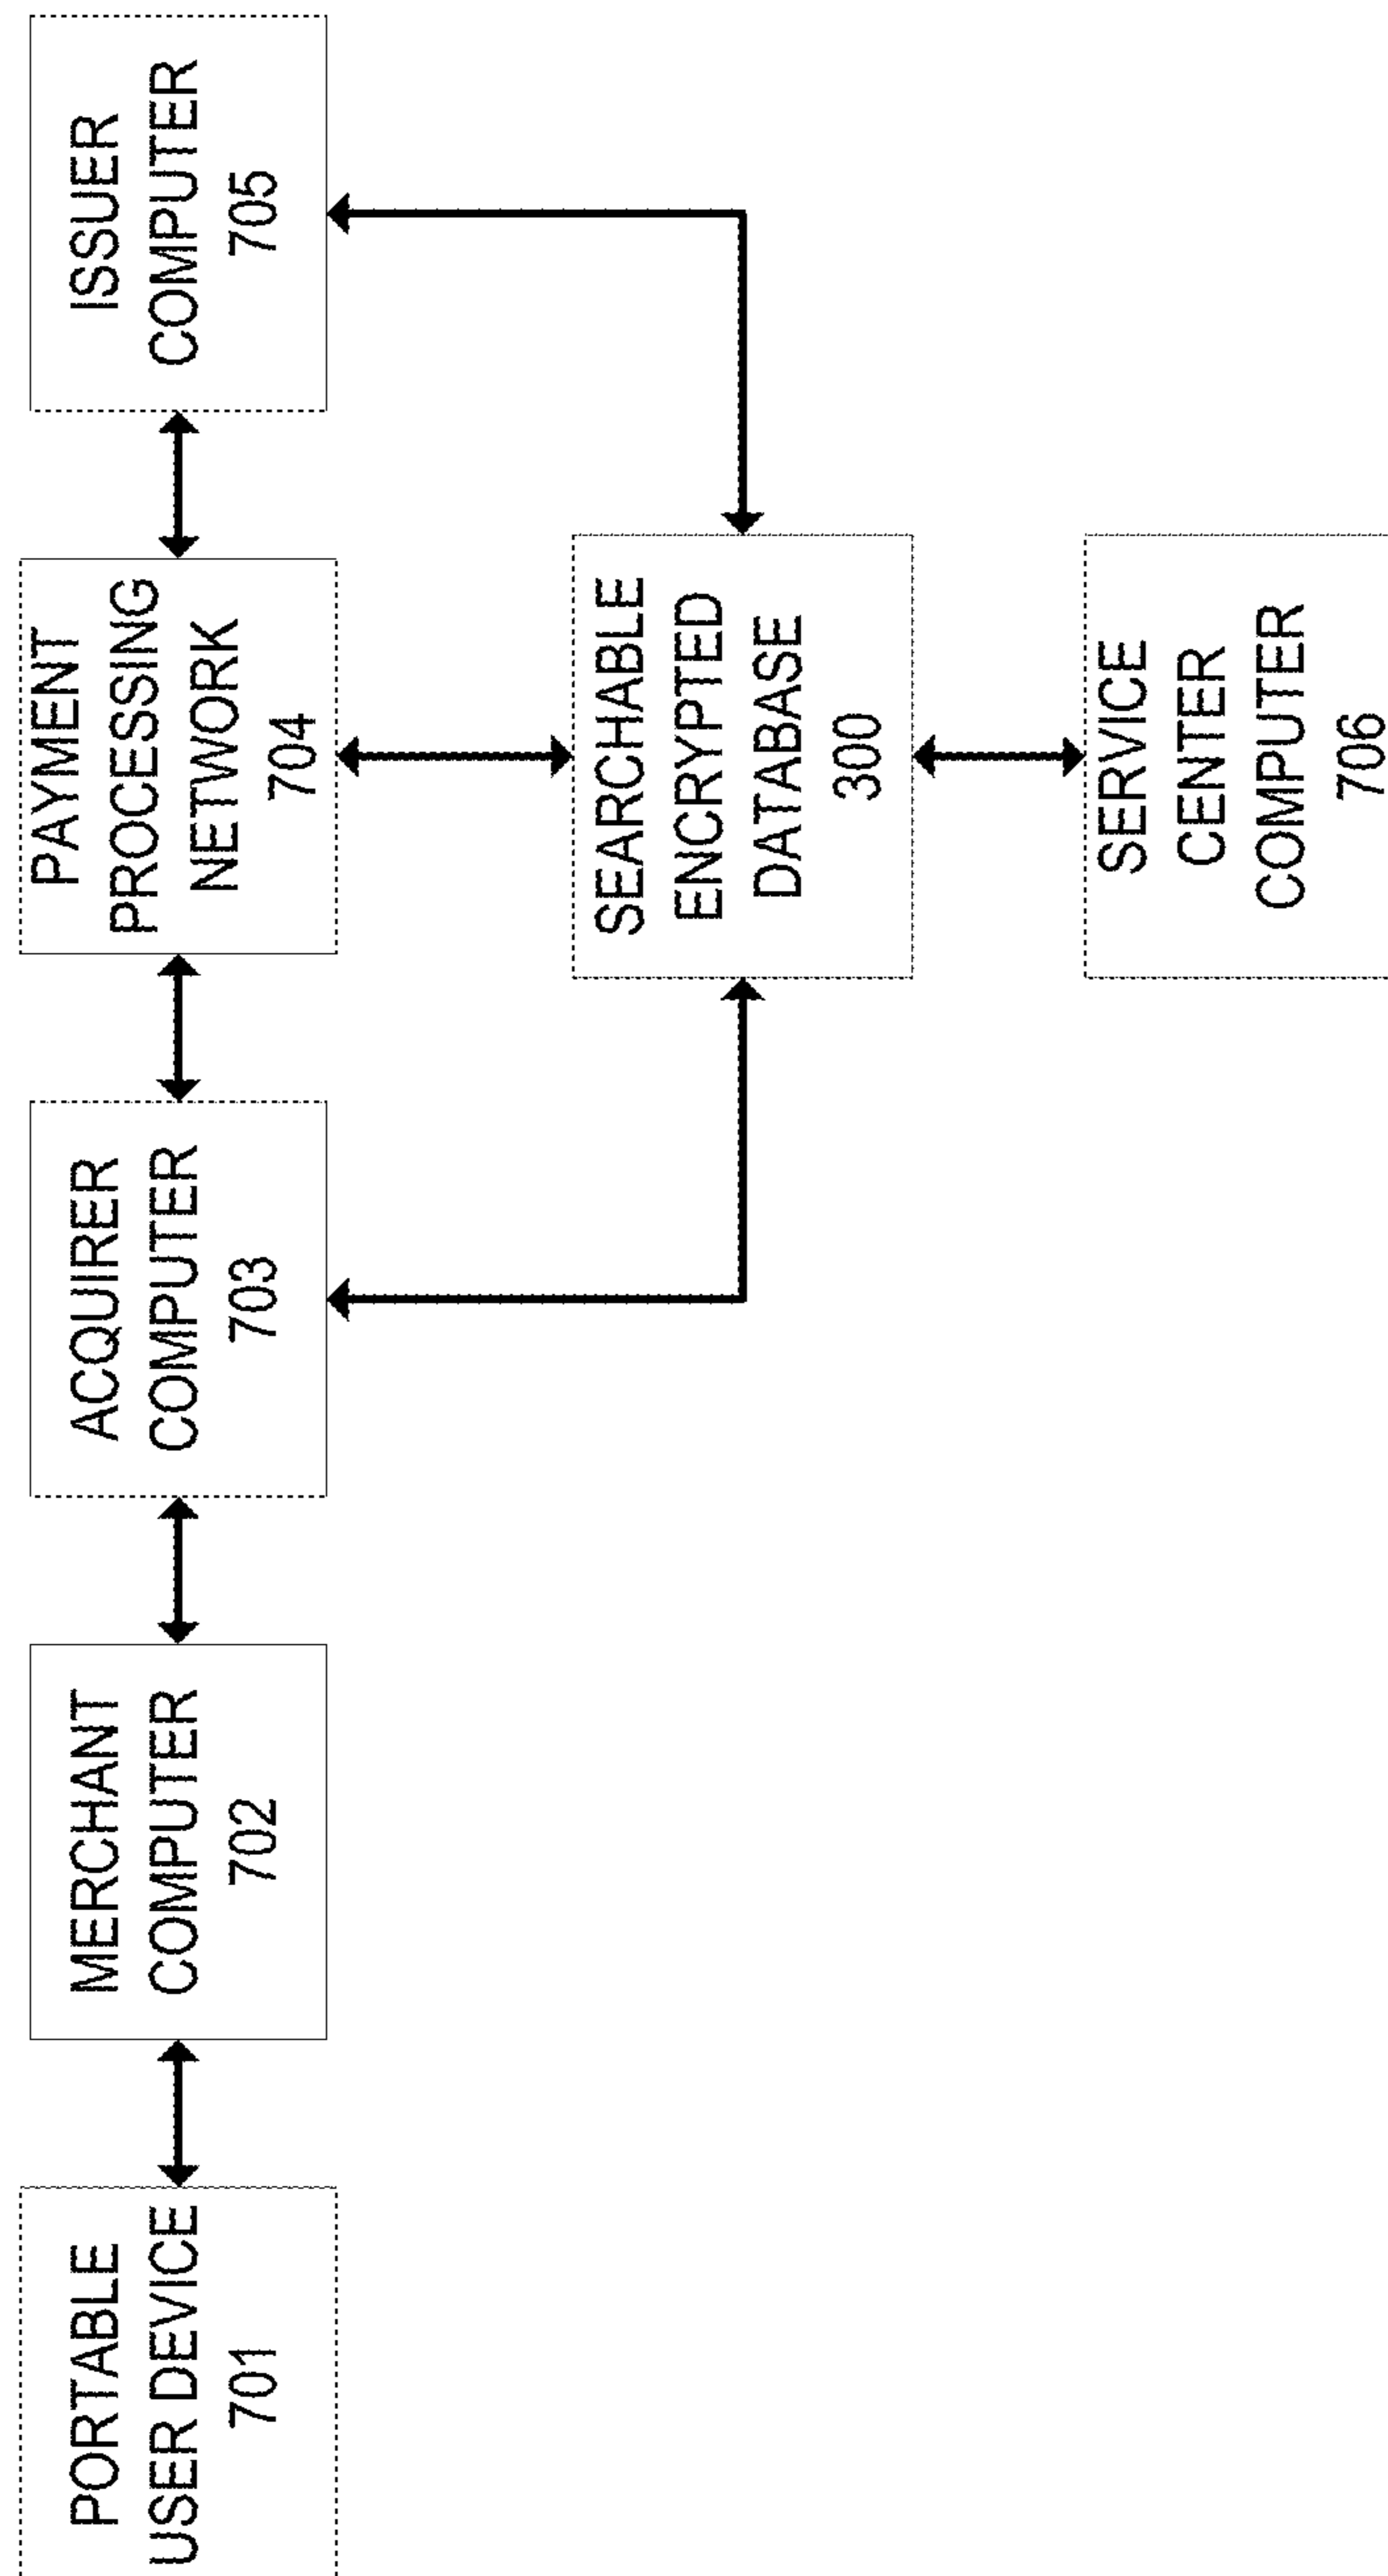 PORTABLE
USER DEVICE
701
MERCHANT
COMPUTER
702
ACQUIRER
COMPUTER
703
PAYMENT
PROCESSING
NETWORK
704
ISSUER
COMPUTER
705
SEARCHABLE
ENCRYPTED
DATABASE
300
SERVICE
CENTER
COMPUTER
706